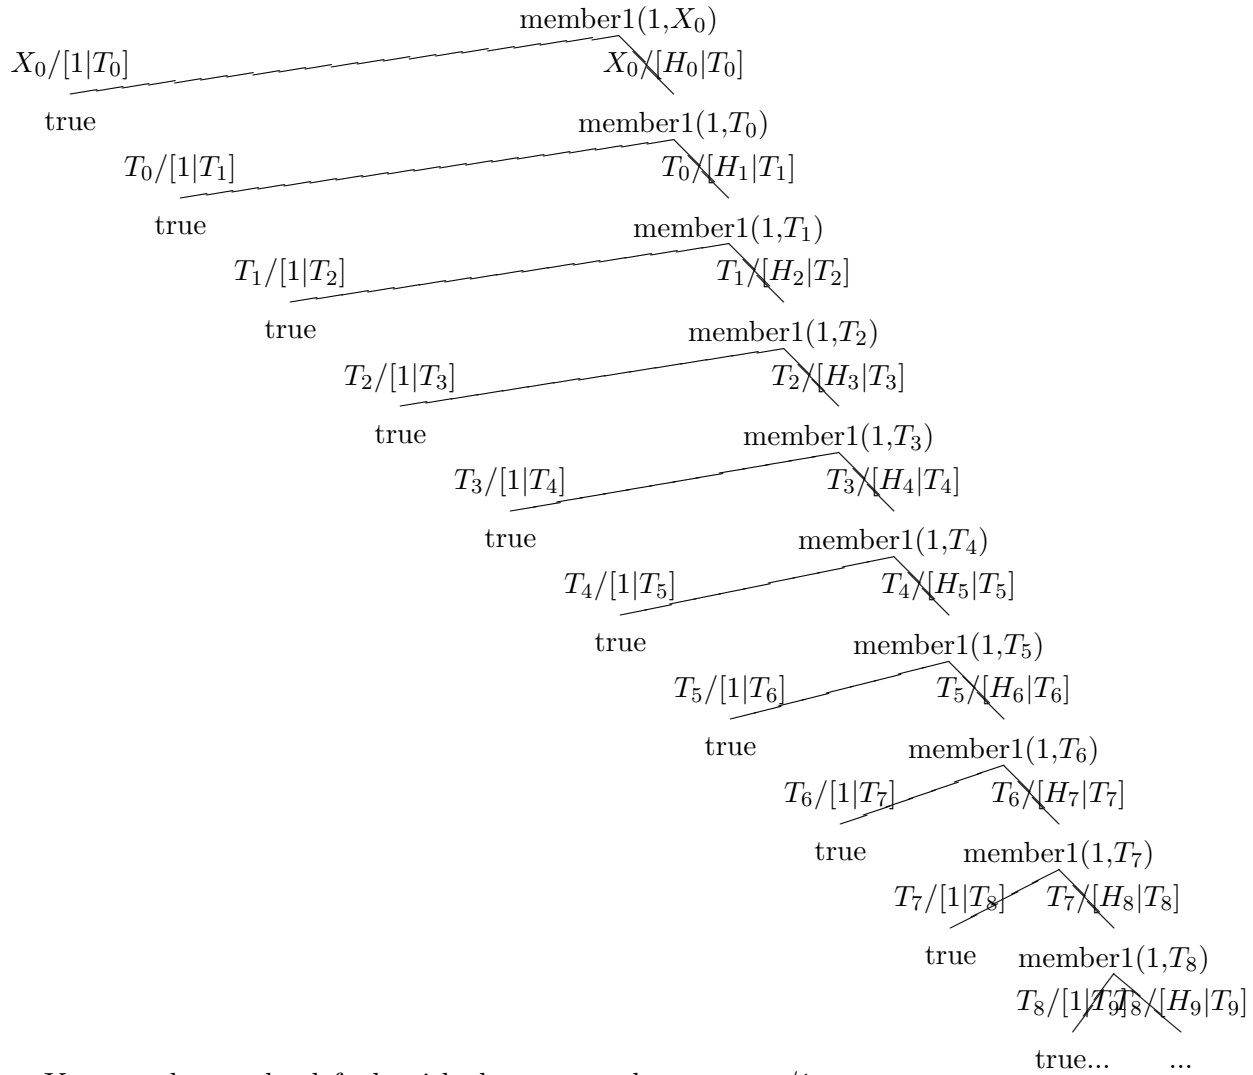 member1(1,X₀)
X₀/[1|T₀] X₀/[H₀|T₀]
true member1(1,T₀)
T₀/[1|T₁] T₀/[H₁|T₁]
true member1(1,T₁)
T₁/[1|T₂] T₁/[H₂|T₂]
true member1(1,T₂)
T₂/[1|T₃] T₂/[H₃|T₃]
true member1(1,T₃)
T₃/[1|T₄] T₃/[H₄|T₄]
true member1(1,T₄)
T₄/[1|T₅] T₄/[H₅|T₅]
true member1(1,T₅)
T₅/[1|T₆] T₅/[H₆|T₆]
true member1(1,T₆)
T₆/[1|T₇] T₆/[H₇|T₇]
true member1(1,T₇)
T₇/[1|T₈] T₇/[H₈|T₈]
true member1(1,T₈)
T₈/[1|T₉] T₈/[H₉|T₉]
true... ...